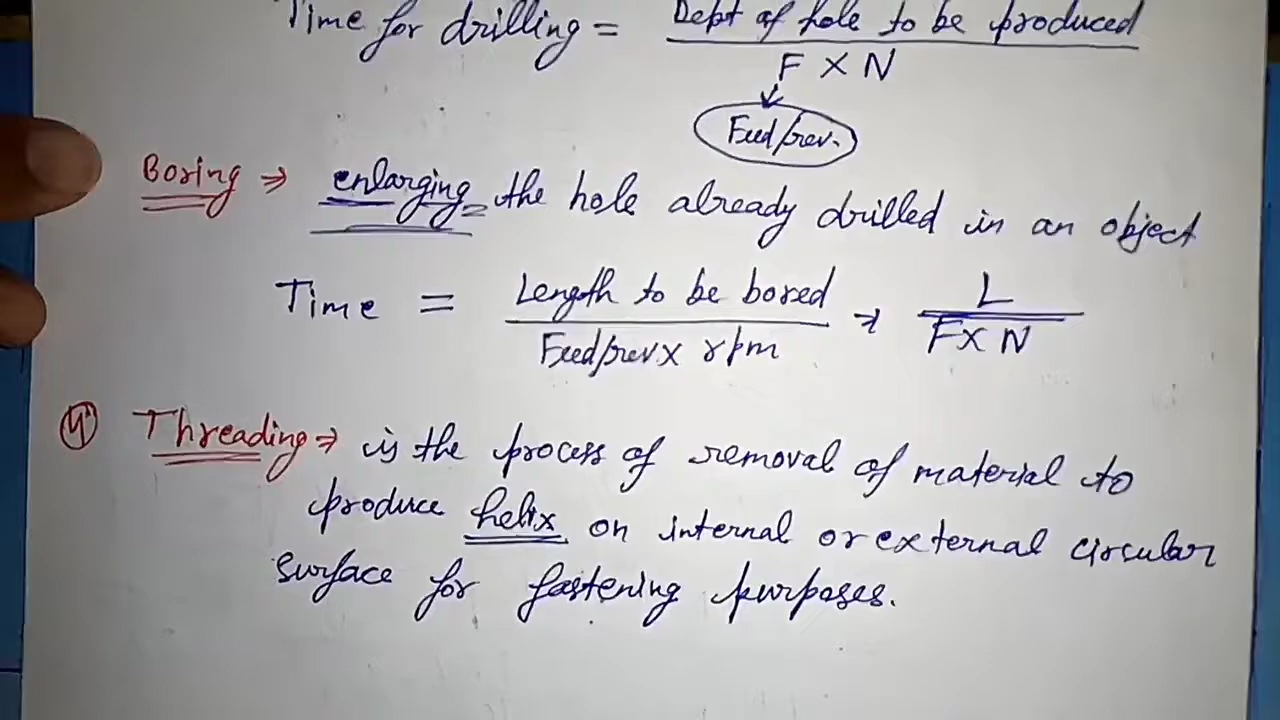 Time for drilling = Dept of hole to be produced
F X N
Feed/rev.
Boring ⇒ enlarging the hole already drilled in an object
Time = Length to be bored / Feed/rev x rpm ⇒ L / F X N
4 Threading ⇒ is the process of removal of material to
produce helix on internal or external circular
surface for fastening purposes.